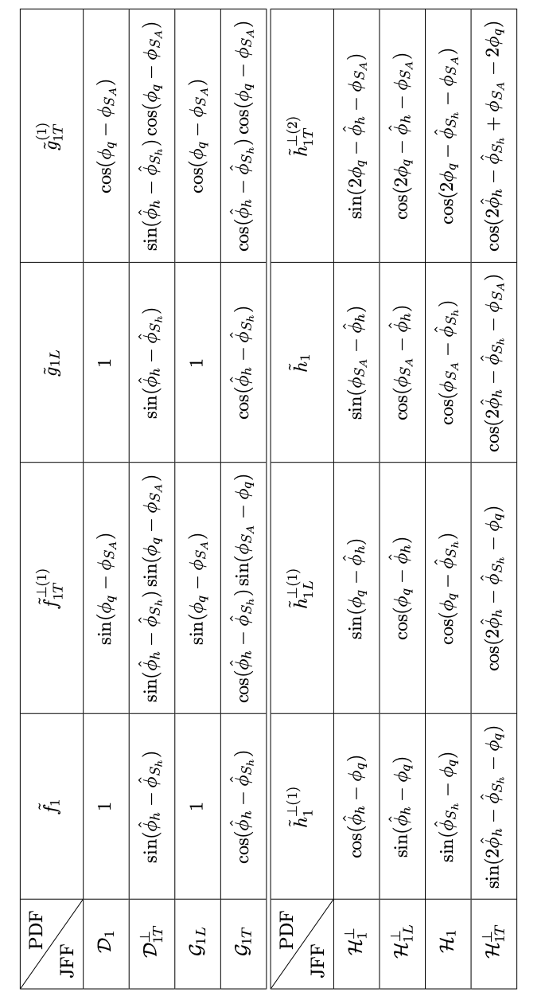 PDF JFF $\tilde{f}_1$ $\tilde{f}_{1T}^{\perp(1)}$ $\tilde{g}_{1L}$ $\tilde{g}_{1T}^{(1)}$
$\mathcal{D}_1$ $1$ $\sin(\phi_q - \phi_{S_A})$ $1$ $\cos(\phi_q - \phi_{S_A})$
$\mathcal{D}_{1T}^{\perp}$ $\sin(\hat{\phi}_h - \hat{\phi}_{S_h})$ $\sin(\hat{\phi}_h - \hat{\phi}_{S_h})\sin(\phi_q - \phi_{S_A})$ $\sin(\hat{\phi}_h - \hat{\phi}_{S_h})$ $\sin(\hat{\phi}_h - \hat{\phi}_{S_h})\cos(\phi_q - \phi_{S_A})$
$\mathcal{G}_{1L}$ $1$ $\sin(\phi_q - \phi_{S_A})$ $1$ $\cos(\phi_q - \phi_{S_A})$
$\mathcal{G}_{1T}$ $\cos(\hat{\phi}_h - \hat{\phi}_{S_h})$ $\cos(\hat{\phi}_h - \hat{\phi}_{S_h})\sin(\phi_{S_A} - \phi_q)$ $\cos(\hat{\phi}_h - \hat{\phi}_{S_h})$ $\cos(\hat{\phi}_h - \hat{\phi}_{S_h})\cos(\phi_q - \phi_{S_A})$
PDF JFF $\tilde{h}_1^{\perp(1)}$ $\tilde{h}_{1L}^{\perp(1)}$ $\tilde{h}_1$ $\tilde{h}_{1T}^{\perp(2)}$
$\mathcal{H}_1^{\perp}$ $\cos(\hat{\phi}_h - \phi_q)$ $\sin(\phi_q - \hat{\phi}_h)$ $\sin(\phi_{S_A} - \hat{\phi}_h)$ $\sin(2\phi_q - \hat{\phi}_h - \phi_{S_A})$
$\mathcal{H}_{1L}^{\perp}$ $\sin(\hat{\phi}_h - \phi_q)$ $\cos(\phi_q - \hat{\phi}_h)$ $\cos(\phi_{S_A} - \hat{\phi}_h)$ $\cos(2\phi_q - \hat{\phi}_h - \phi_{S_A})$
$\mathcal{H}_1$ $\sin(\hat{\phi}_{S_h} - \phi_q)$ $\cos(\phi_q - \hat{\phi}_{S_h})$ $\cos(\phi_{S_A} - \hat{\phi}_{S_h})$ $\cos(2\phi_q - \hat{\phi}_{S_h} - \phi_{S_A})$
$\mathcal{H}_{1T}^{\perp}$ $\sin(2\hat{\phi}_h - \hat{\phi}_{S_h} - \phi_q)$ $\cos(2\hat{\phi}_h - \hat{\phi}_{S_h} - \phi_q)$ $\cos(2\hat{\phi}_h - \hat{\phi}_{S_h} - \phi_{S_A})$ $\cos(2\hat{\phi}_h - \hat{\phi}_{S_h} + \phi_{S_A} - 2\phi_q)$